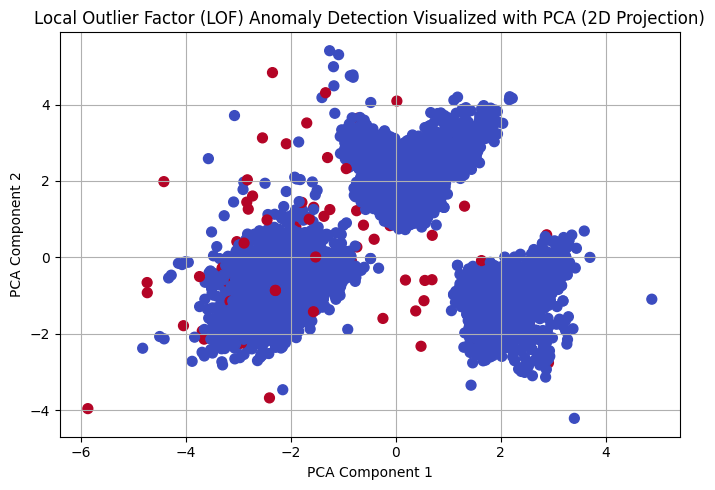 Local Outlier Factor (LOF) Anomaly Detection Visualized with PCA (2D Projection)
PCA Component 2
4
2
0
−2
−4
−6 −4 −2 0 2 4
PCA Component 1